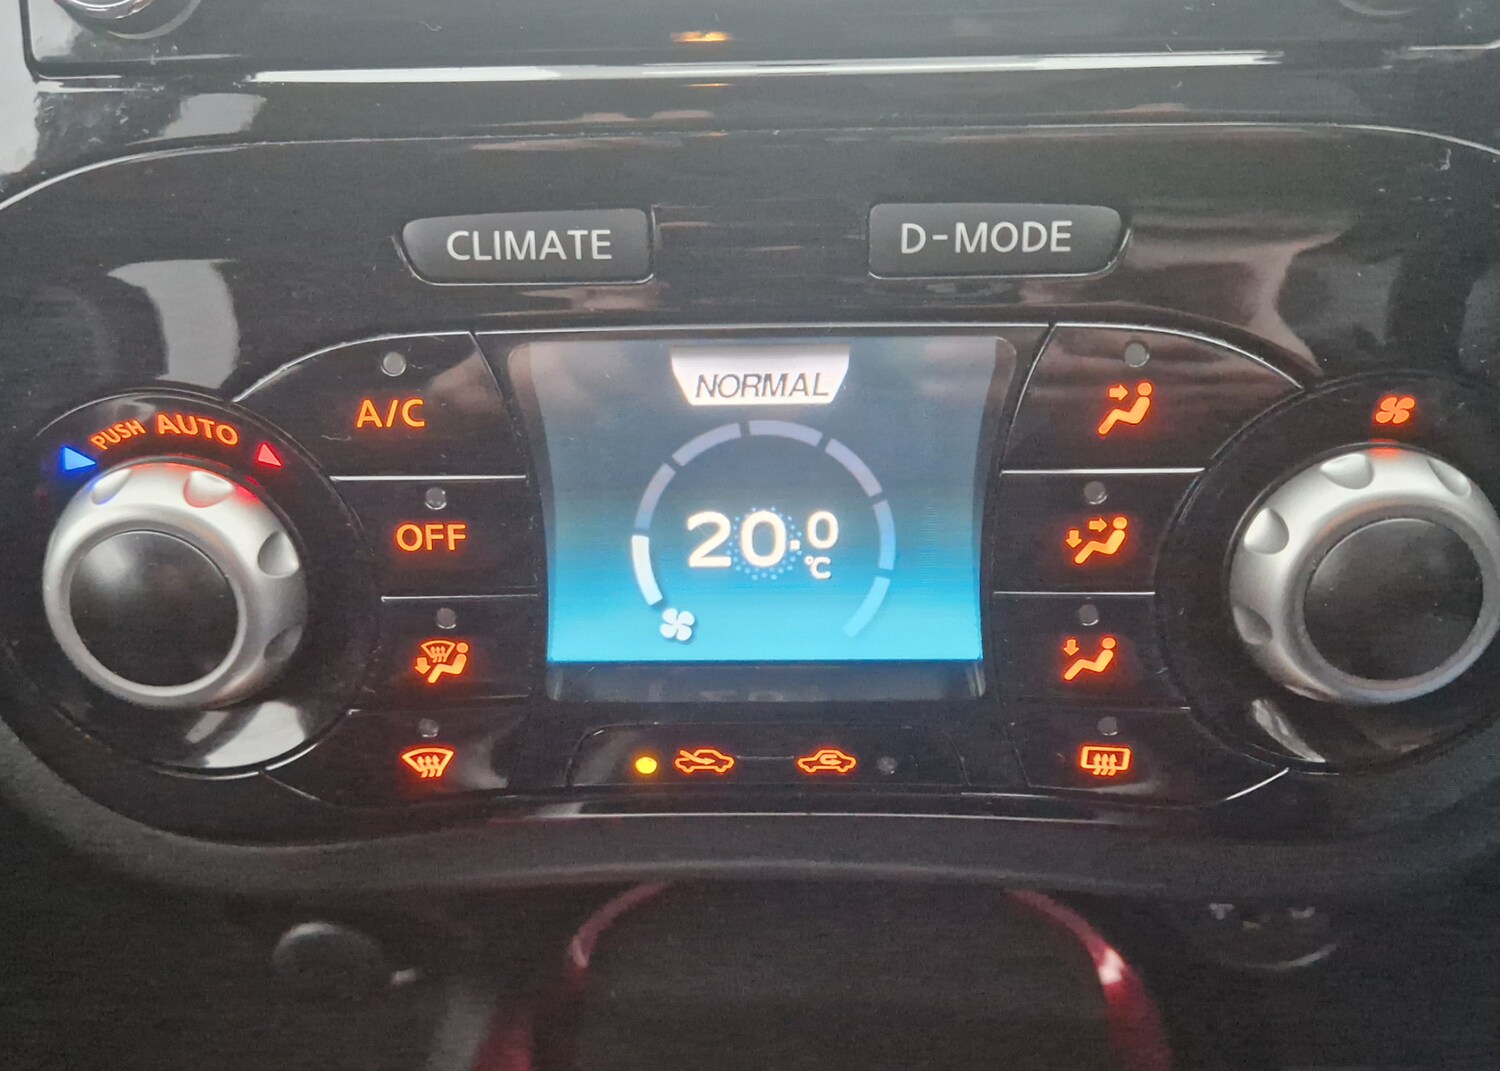 CLIMATE
D-MODE
NORMAL
A/C
PUSH AUTO
20.0
°C
OFF